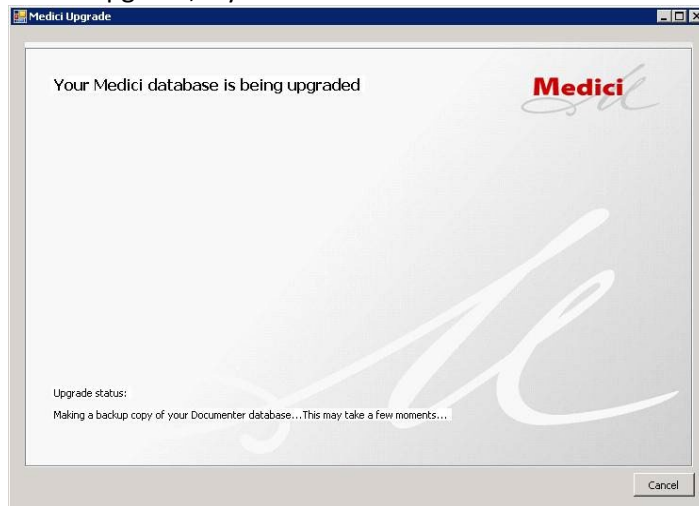 Medici Upgrade
Your Medici database is being upgraded
Medici
Upgrade status:
Making a backup copy of your Documenter database...This may take a few moments...
Cancel